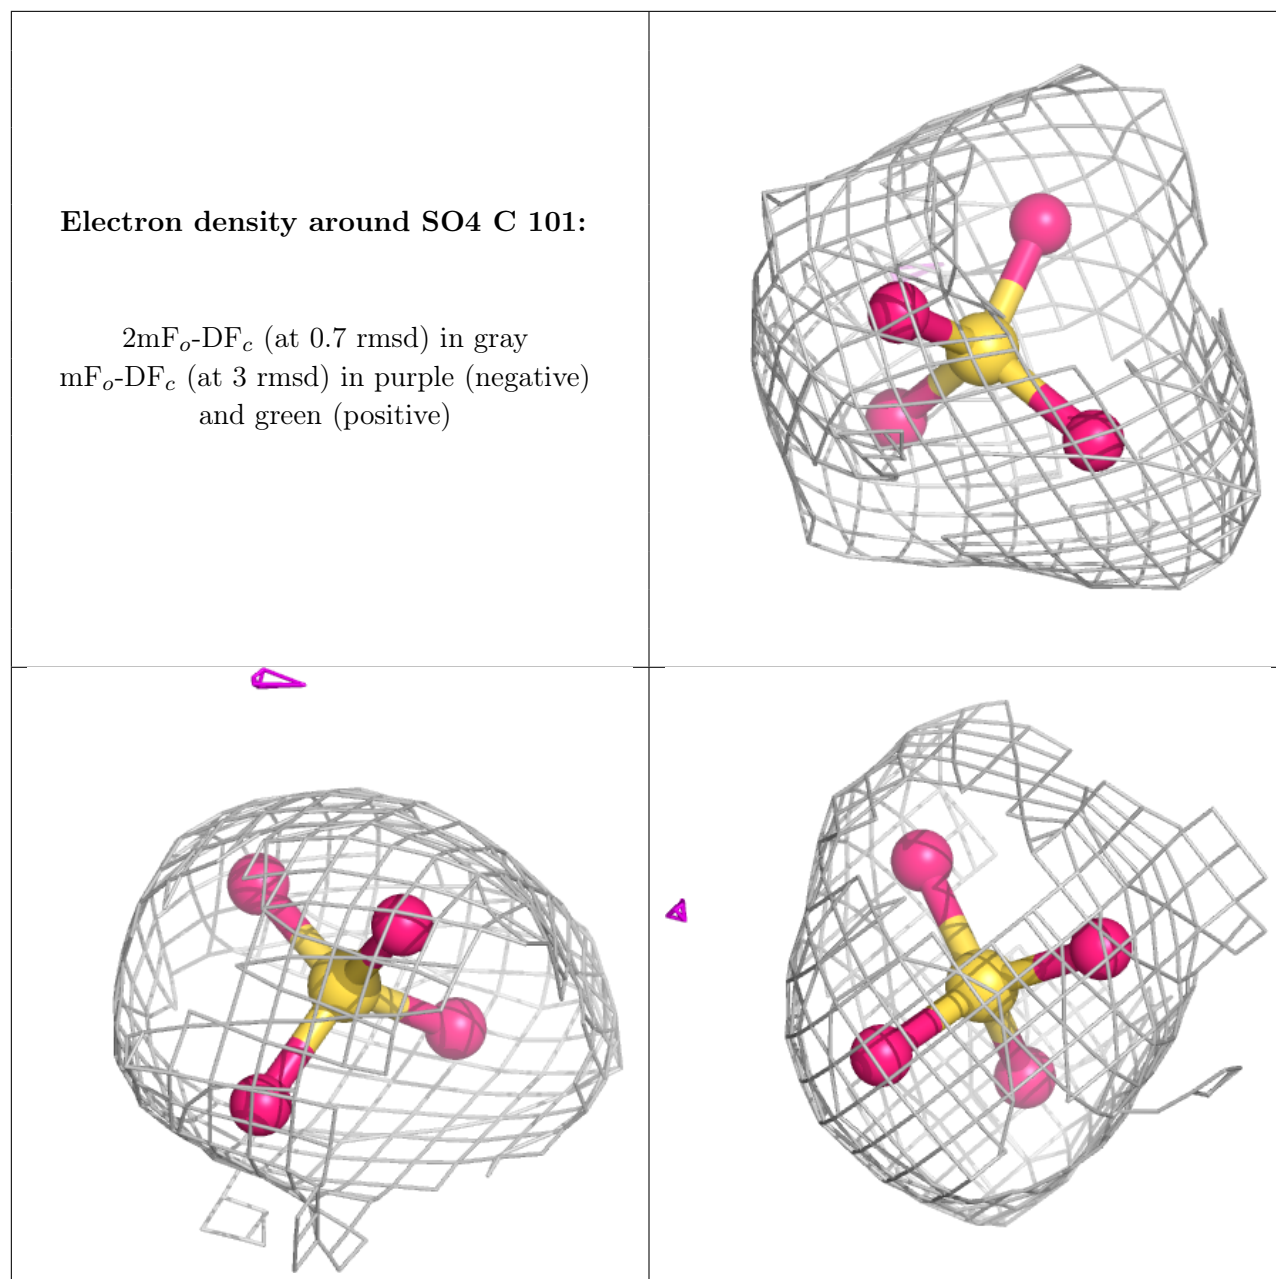 Electron density around SO4 C 101:
2mFₒ-DF𝒸 (at 0.7 rmsd) in gray
mFₒ-DF𝒸 (at 3 rmsd) in purple (negative)
and green (positive)